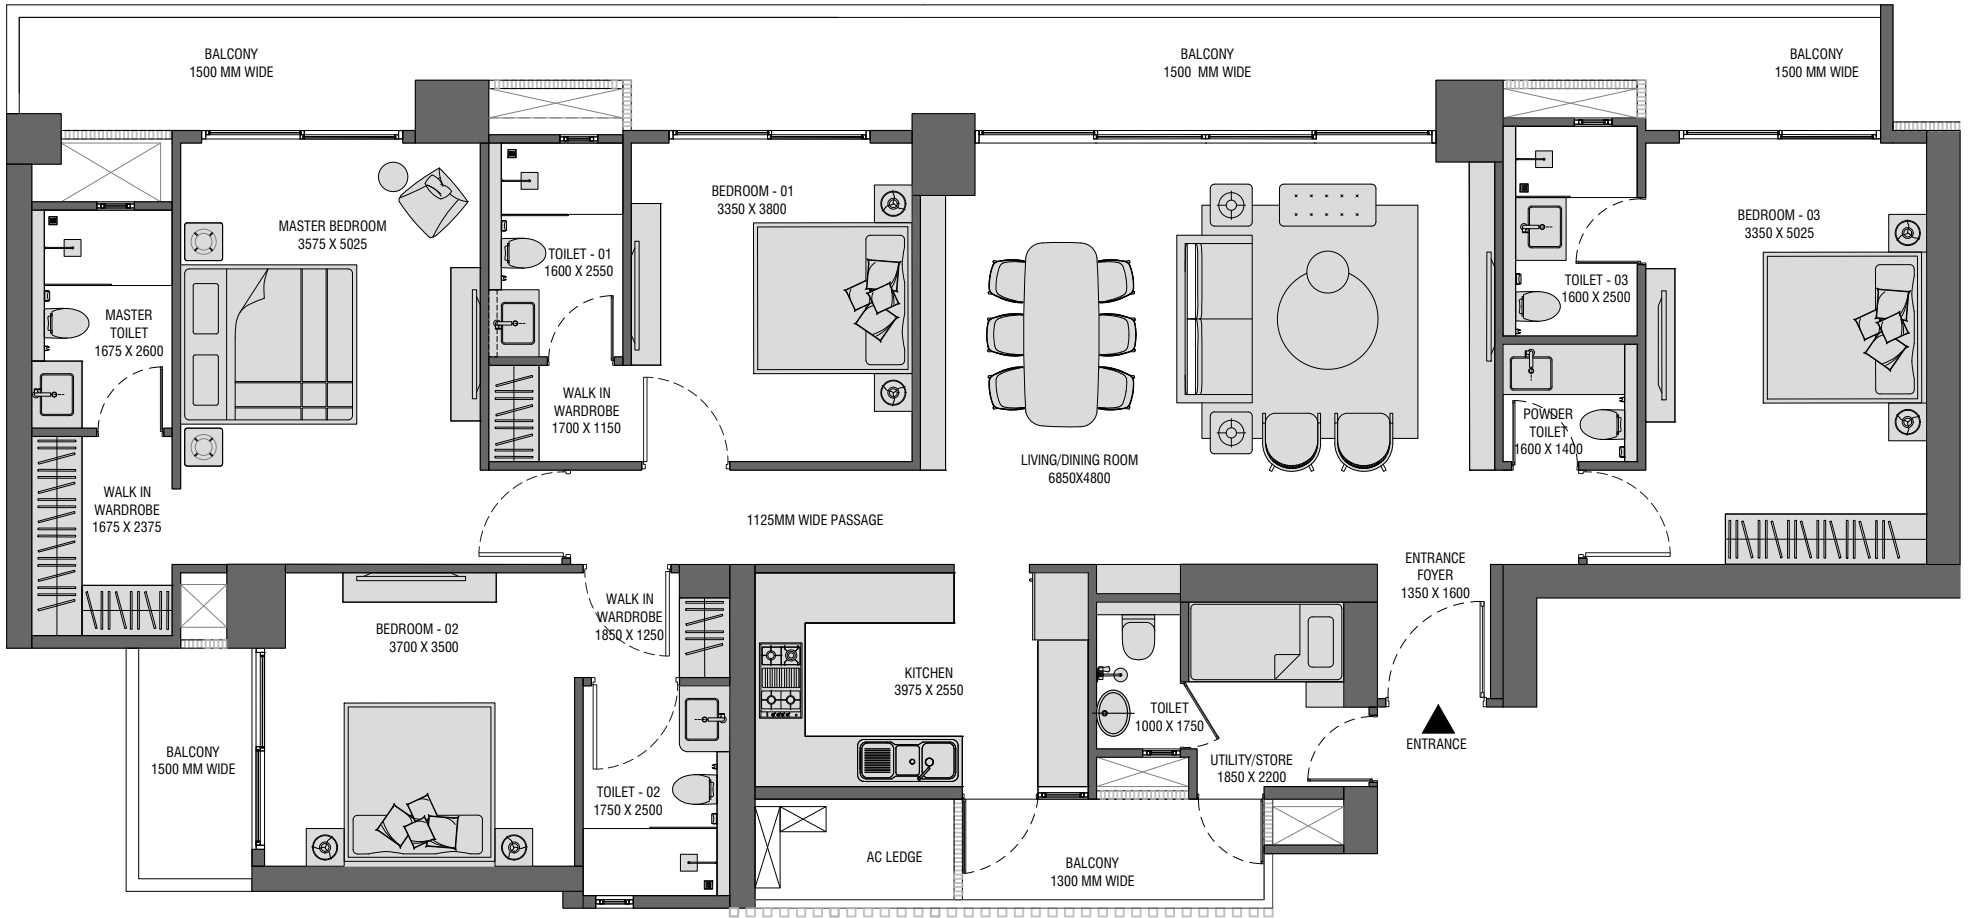 BALCONY
1500 MM WIDE
BALCONY
1500 MM WIDE
BALCONY
1500 MM WIDE
MASTER BEDROOM
3575 X 5025
BEDROOM - 01
3350 X 3800
BEDROOM - 03
3350 X 5025
TOILET - 01
1600 X 2550
TOILET - 03
1600 X 2500
MASTER
TOILET
1675 X 2600
WALK IN
WARDROBE
1700 X 1150
POWDER
TOILET
1600 X 1400
LIVING/DINING ROOM
6850X4800
WALK IN
WARDROBE
1675 X 2375
1125MM WIDE PASSAGE
ENTRANCE
FOYER
1350 X 1600
WALK IN
WARDROBE
1850 X 1250
BEDROOM - 02
3700 X 3500
KITCHEN
3975 X 2550
TOILET
1000 X 1750
ENTRANCE
BALCONY
1500 MM WIDE
UTILITY/STORE
1850 X 2200
TOILET - 02
1750 X 2500
AC LEDGE
BALCONY
1300 MM WIDE